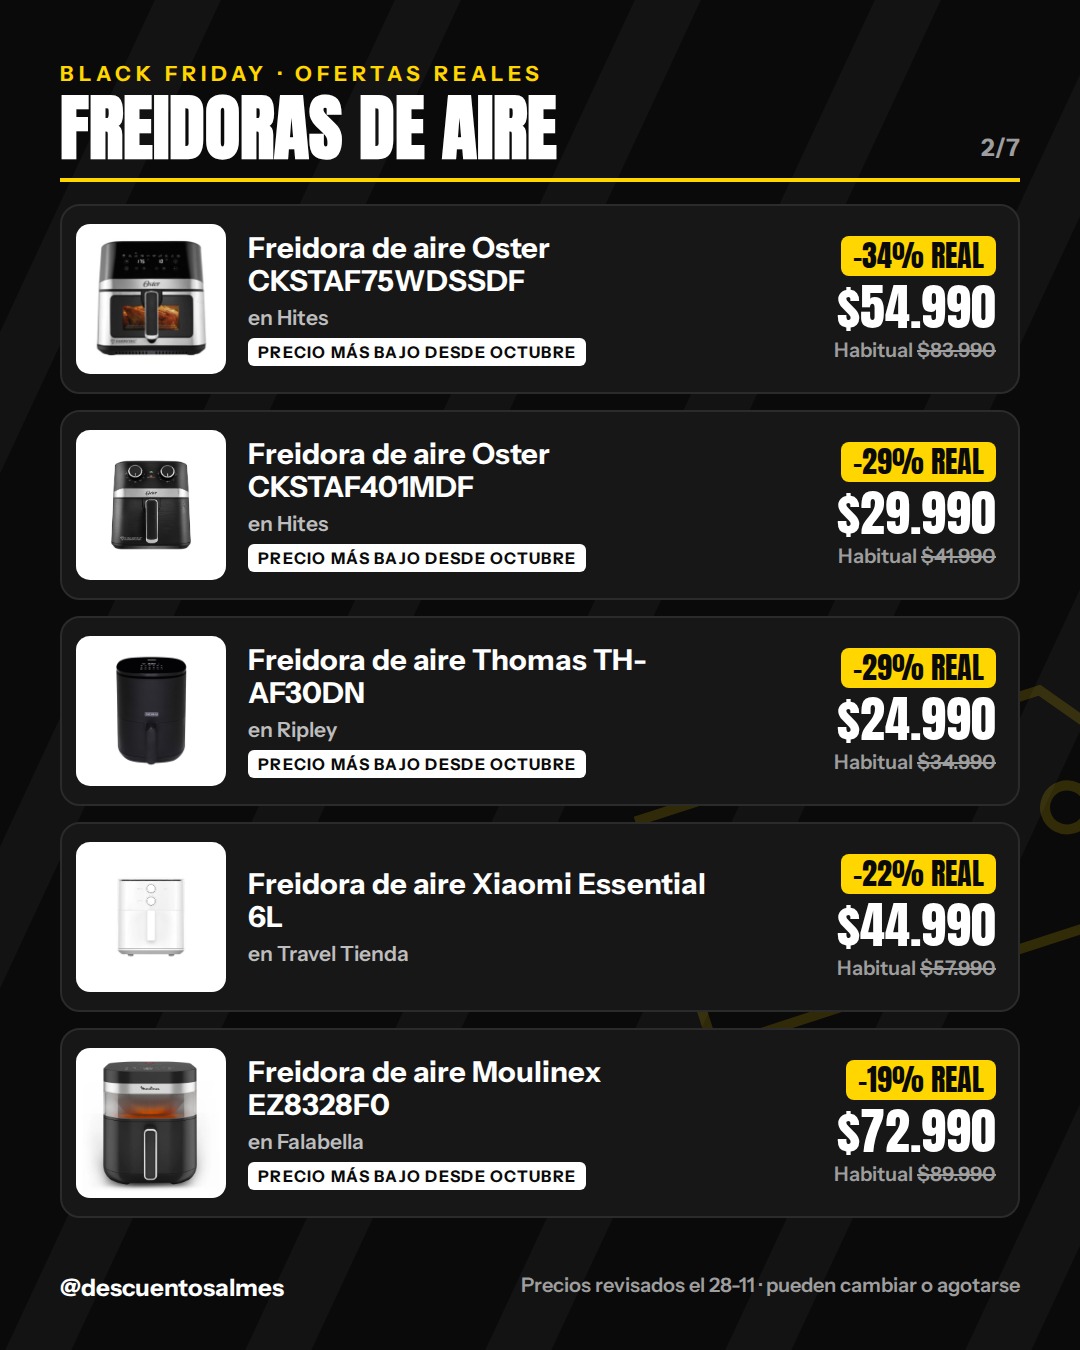 BLACK FRIDAY · OFERTAS REALES
FREIDORAS DE AIRE
2/7
Freidora de aire Oster
CKSTAF75WDSSDF
en Hites
PRECIO MÁS BAJO DESDE OCTUBRE
-34% REAL
$54.990
Habitual $83.990
Oster
Freidora de aire Oster
CKSTAF401MDF
en Hites
PRECIO MÁS BAJO DESDE OCTUBRE
-29% REAL
$29.990
Habitual $41.990
Oster
Freidora de aire Thomas TH-
AF30DN
en Ripley
PRECIO MÁS BAJO DESDE OCTUBRE
-29% REAL
$24.990
Habitual $34.990
Freidora de aire Xiaomi Essential
6L
en Travel Tienda
-22% REAL
$44.990
Habitual $57.990
Freidora de aire Moulinex
EZ8328F0
en Falabella
PRECIO MÁS BAJO DESDE OCTUBRE
-19% REAL
$72.990
Habitual $89.990
Moulinex
@descuentosalmes
Precios revisados el 28-11 · pueden cambiar o agotarse